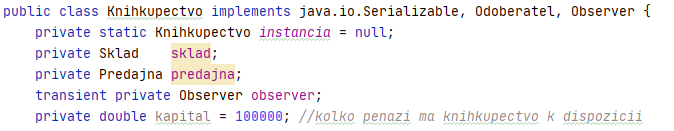 public class Knihkupectvo implements java.io.Serializable, Odoberatel, Observer {
    private static Knihkupectvo instancia = null;
    private Sklad    sklad;
    private Predajna predajna;
    transient private Observer observer;
    private double kapital = 100000; //kolko penazi ma knihkupectvo k dispozicii